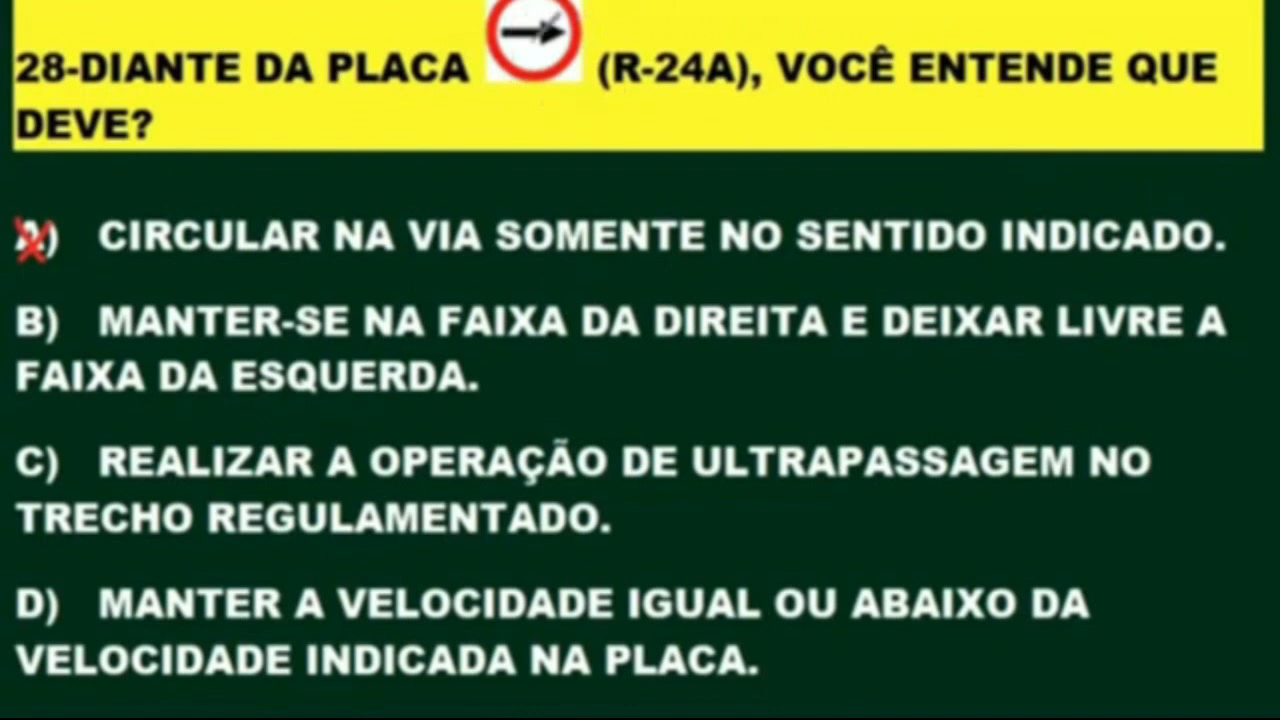 28-DIANTE DA PLACA (R-24A), VOCÊ ENTENDE QUE
DEVE?
A) CIRCULAR NA VIA SOMENTE NO SENTIDO INDICADO.
B) MANTER-SE NA FAIXA DA DIREITA E DEIXAR LIVRE A
FAIXA DA ESQUERDA.
C) REALIZAR A OPERAÇÃO DE ULTRAPASSAGEM NO
TRECHO REGULAMENTADO.
D) MANTER A VELOCIDADE IGUAL OU ABAIXO DA
VELOCIDADE INDICADA NA PLACA.